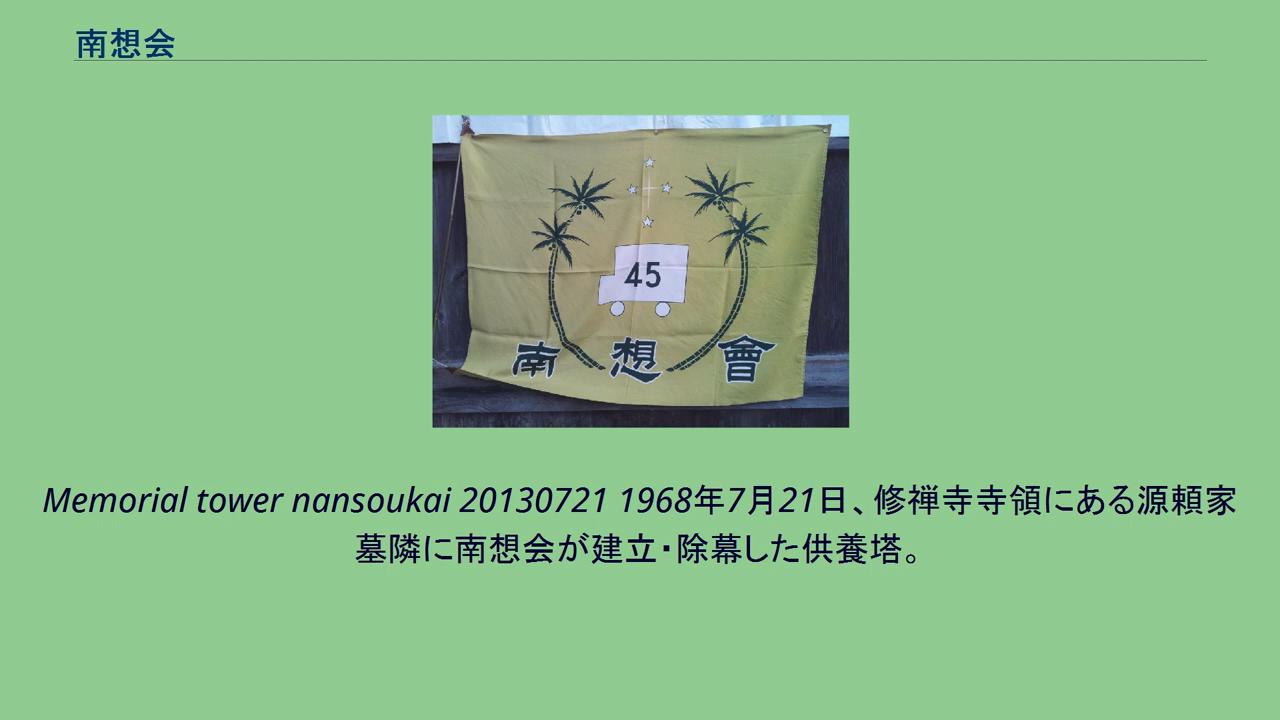 南想会
45
南想會
Memorial tower nansoukai 20130721 1968年7月21日、修禅寺寺領にある源頼家
墓隣に南想会が建立・除幕した供養塔。